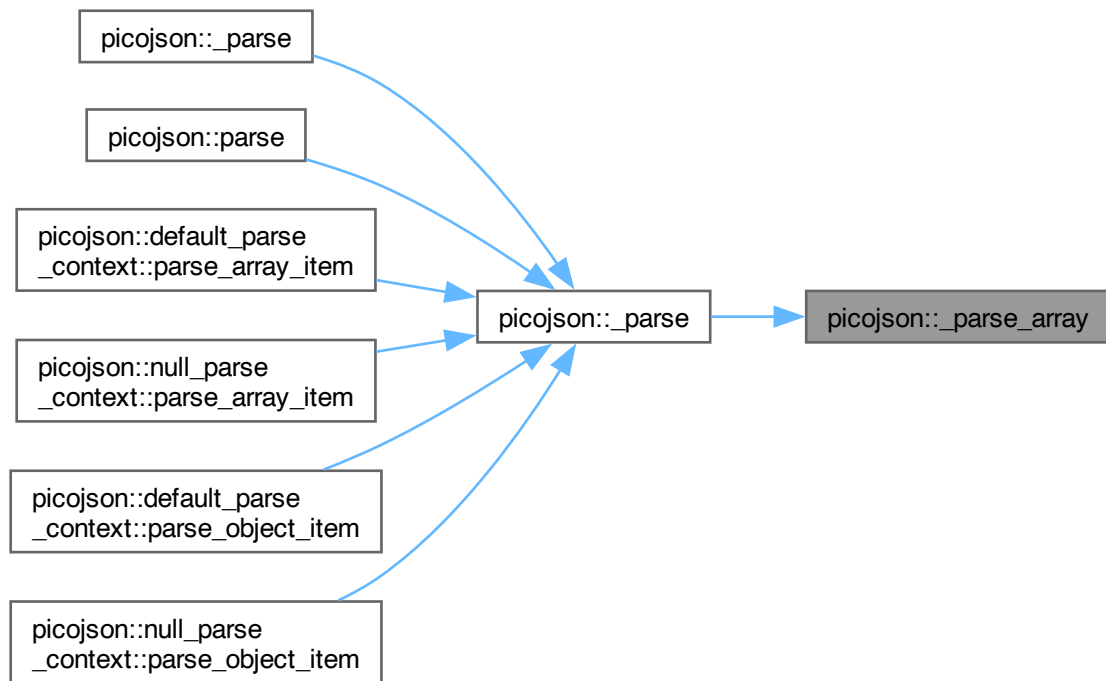 picojson::_parse
picojson::parse
picojson::default_parse
_context::parse_array_item
picojson::null_parse
_context::parse_array_item
picojson::default_parse
_context::parse_object_item
picojson::null_parse
_context::parse_object_item
picojson::_parse
picojson::_parse_array